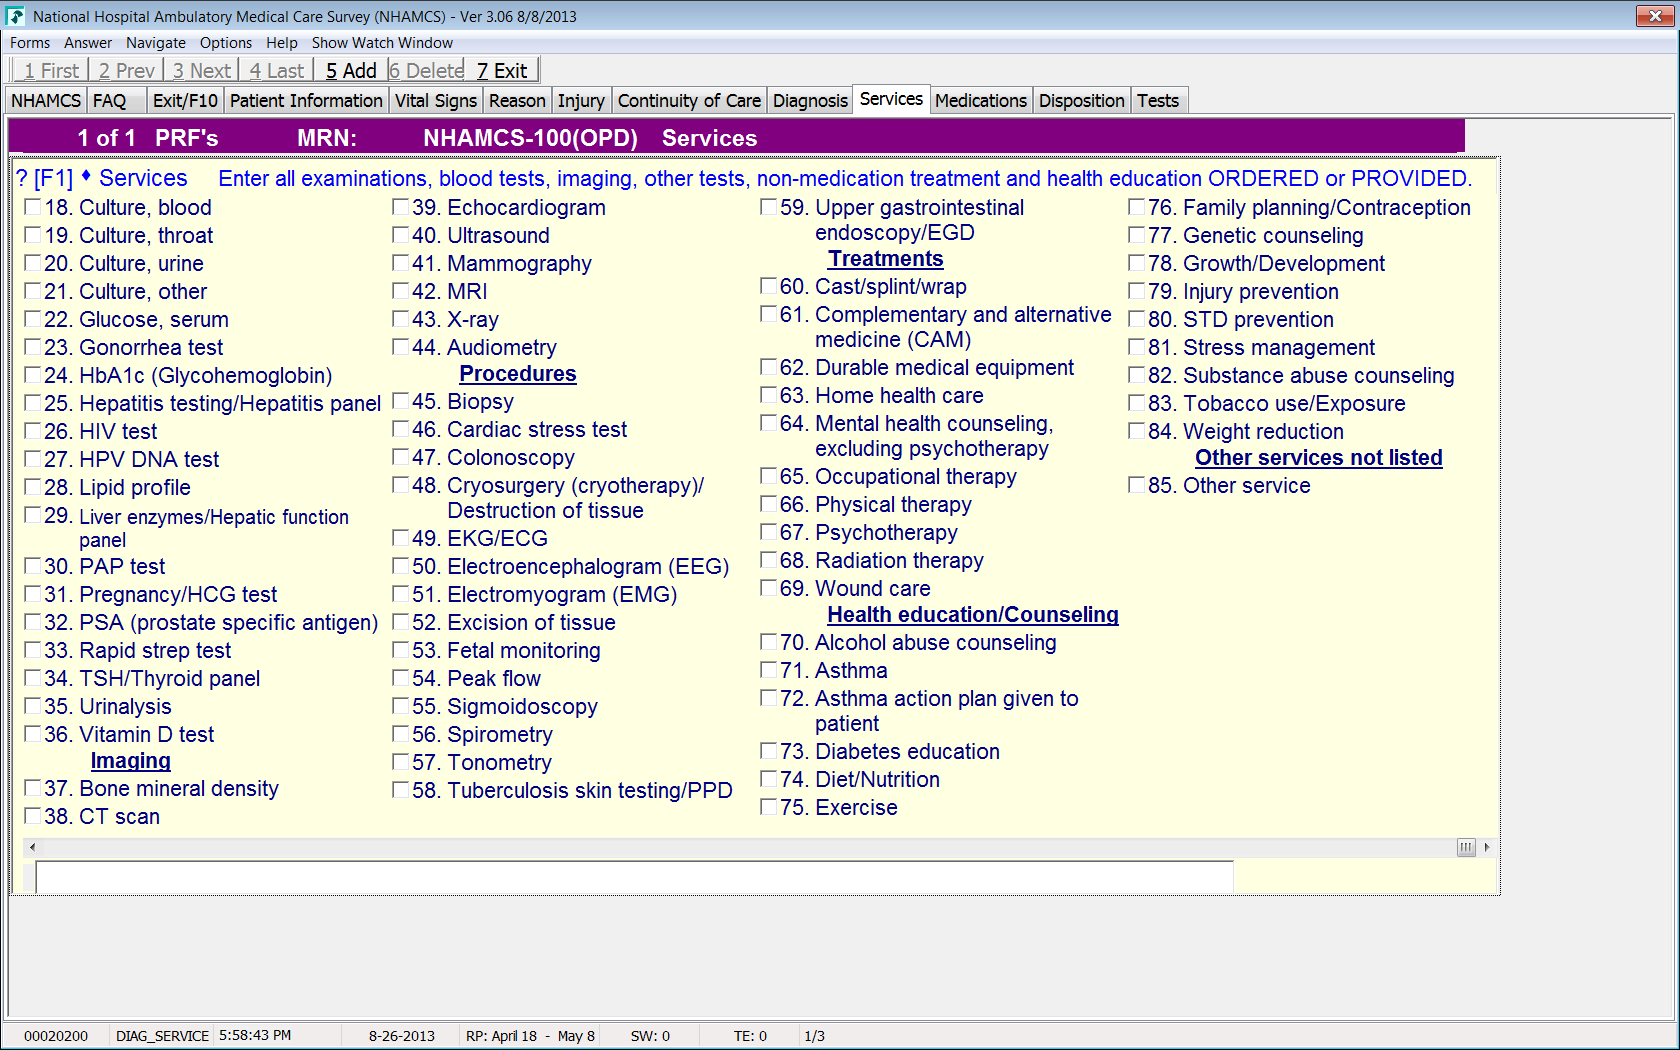 National Hospital Ambulatory Medical Care Survey (NHAMCS) - Ver 3.06 8/8/2013
Forms Answer Navigate Options Help Show Watch Window
1 First 2 Prev 3 Next 4 Last 5 Add 6 Delete 7 Exit
NHAMCS FAQ Exit/F10 Patient Information Vital Signs Reason Injury Continuity of Care Diagnosis Services Medications Disposition Tests
1 of 1 PRF's MRN: NHAMCS-100(OPD) Services
? [F1] ♦ Services Enter all examinations, blood tests, imaging, other tests, non-medication treatment and health education ORDERED or PROVIDED.
18. Culture, blood
19. Culture, throat
20. Culture, urine
21. Culture, other
22. Glucose, serum
23. Gonorrhea test
24. HbA1c (Glycohemoglobin)
25. Hepatitis testing/Hepatitis panel
26. HIV test
27. HPV DNA test
28. Lipid profile
29. Liver enzymes/Hepatic function
panel
30. PAP test
31. Pregnancy/HCG test
32. PSA (prostate specific antigen)
33. Rapid strep test
34. TSH/Thyroid panel
35. Urinalysis
36. Vitamin D test
Imaging
37. Bone mineral density
38. CT scan
39. Echocardiogram
40. Ultrasound
41. Mammography
42. MRI
43. X-ray
44. Audiometry
Procedures
45. Biopsy
46. Cardiac stress test
47. Colonoscopy
48. Cryosurgery (cryotherapy)/
Destruction of tissue
49. EKG/ECG
50. Electroencephalogram (EEG)
51. Electromyogram (EMG)
52. Excision of tissue
53. Fetal monitoring
54. Peak flow
55. Sigmoidoscopy
56. Spirometry
57. Tonometry
58. Tuberculosis skin testing/PPD
59. Upper gastrointestinal
endoscopy/EGD
Treatments
60. Cast/splint/wrap
61. Complementary and alternative
medicine (CAM)
62. Durable medical equipment
63. Home health care
64. Mental health counseling,
excluding psychotherapy
65. Occupational therapy
66. Physical therapy
67. Psychotherapy
68. Radiation therapy
69. Wound care
Health education/Counseling
70. Alcohol abuse counseling
71. Asthma
72. Asthma action plan given to
patient
73. Diabetes education
74. Diet/Nutrition
75. Exercise
76. Family planning/Contraception
77. Genetic counseling
78. Growth/Development
79. Injury prevention
80. STD prevention
81. Stress management
82. Substance abuse counseling
83. Tobacco use/Exposure
84. Weight reduction
Other services not listed
85. Other service
00020200 DIAG_SERVICE 5:58:43 PM 8-26-2013 RP: April 18 - May 8 SW: 0 TE: 0 1/3